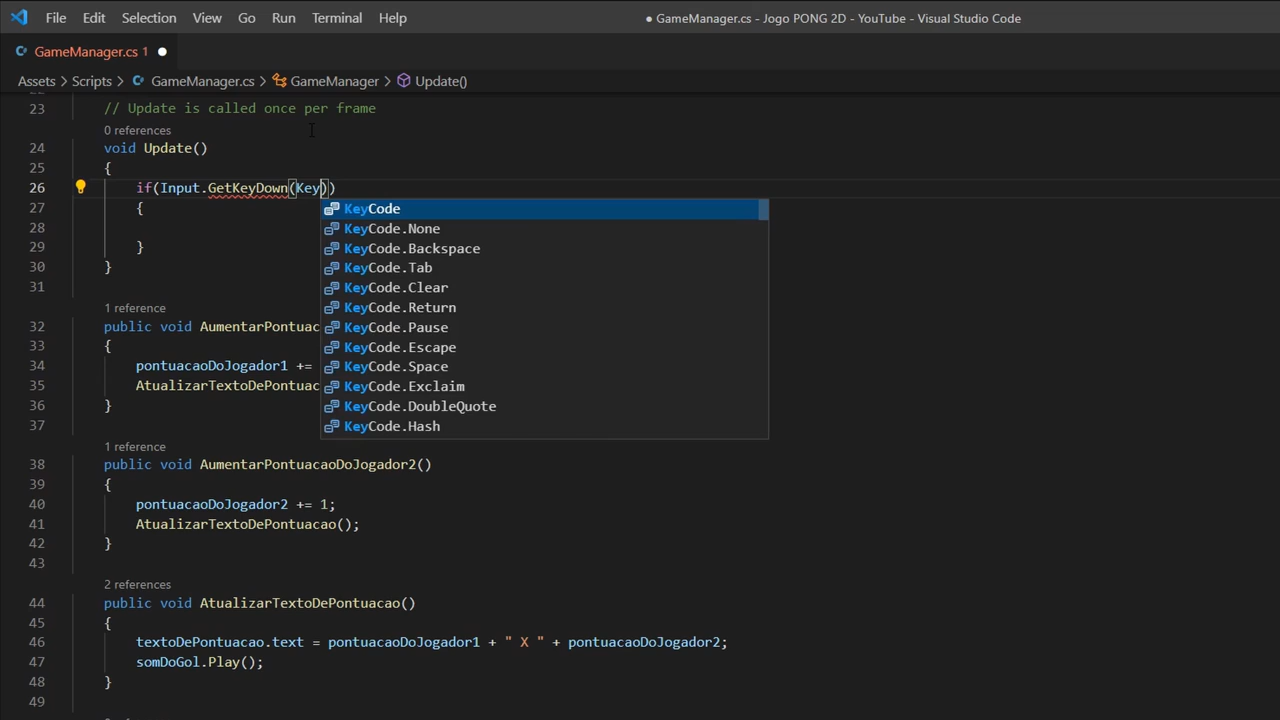 File Edit Selection View Go Run Terminal Help ● GameManager.cs - Jogo PONG 2D - YouTube - Visual Studio Code
GameManager.cs 1 ●
Assets > Scripts > GameManager.cs > GameManager > Update()
23 // Update is called once per frame
0 references
24 void Update()
25 {
26 if(Input.GetKeyDown(Key))
27 {
28
29 }
30 }
31
KeyCode
KeyCode.None
KeyCode.Backspace
KeyCode.Tab
KeyCode.Clear
KeyCode.Return
KeyCode.Pause
KeyCode.Escape
KeyCode.Space
KeyCode.Exclaim
KeyCode.DoubleQuote
KeyCode.Hash
1 reference
32 public void AumentarPontuac
33 {
34 pontuacaoDoJogador1 +=
35 AtualizarTextoDePontuac
36 }
37
1 reference
38 public void AumentarPontuacaoDoJogador2()
39 {
40 pontuacaoDoJogador2 += 1;
41 AtualizarTextoDePontuacao();
42 }
43
2 references
44 public void AtualizarTextoDePontuacao()
45 {
46 textoDePontuacao.text = pontuacaoDoJogador1 + " X " + pontuacaoDoJogador2;
47 somDoGol.Play();
48 }
49